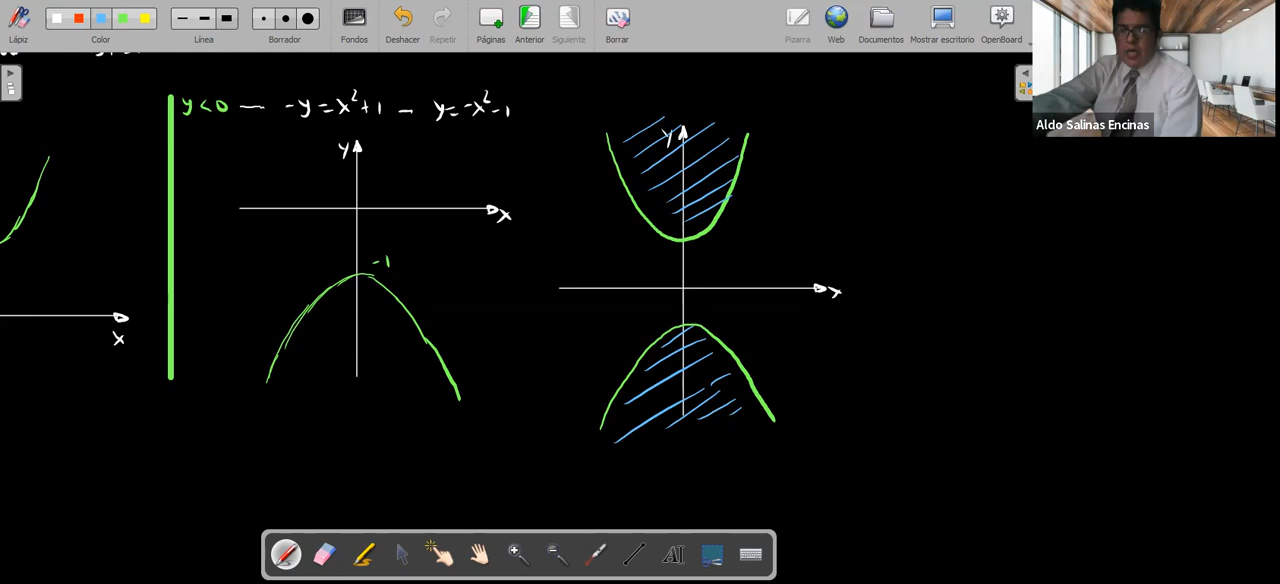 Lápiz Color Línea Borrador Fondos Deshacer Repetir Páginas Anterior Siguiente Borrar Pizarra Web Documentos Mostrar escritorio OpenBoard
Aldo Salinas Encinas
y<0 — -y=x²+1 — y=-x²-1
y
x
-1
y
x
x
AI